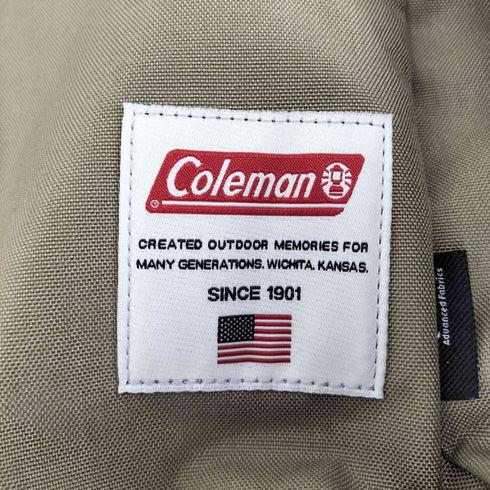 Coleman
®
CREATED OUTDOOR MEMORIES FOR
MANY GENERATIONS. WICHITA, KANSAS.
SINCE 1901
Advanced Fabrics